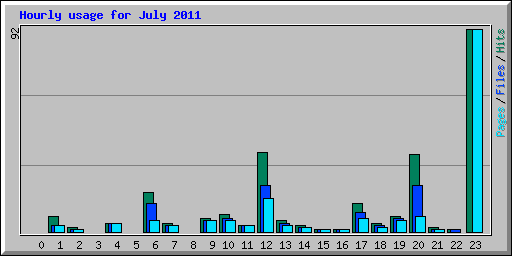 Hourly usage for July 2011
92
Pages / Files / Hits
0 1 2 3 4 5 6 7 8 9 10 11 12 13 14 15 16 17 18 19 20 21 22 23